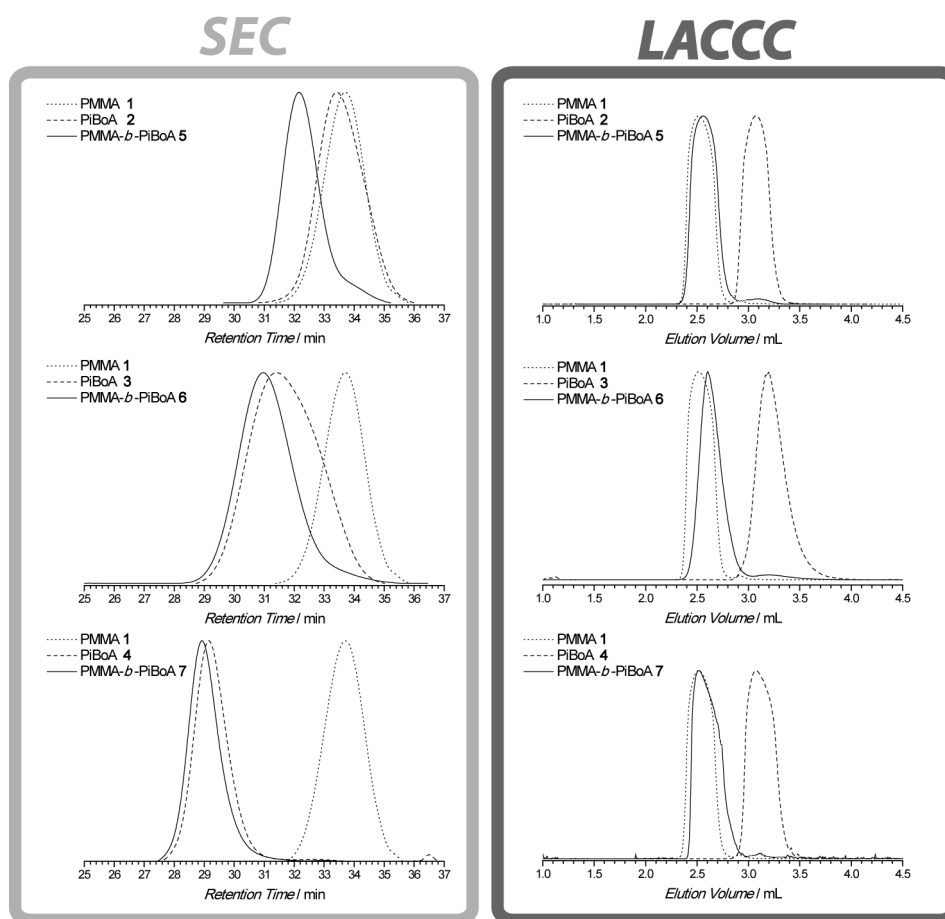 SEC
PMMA 1
PiBoA 2
PMMA-b-PiBoA 5
25 26 27 28 29 30 31 32 33 34 35 36 37
Retention Time / min
PMMA 1
PiBoA 3
PMMA-b-PiBoA 6
25 26 27 28 29 30 31 32 33 34 35 36 37
Retention Time / min
PMMA 1
PiBoA 4
PMMA-b-PiBoA 7
25 26 27 28 29 30 31 32 33 34 35 36 37
Retention Time / min
LACCC
PMMA 1
PiBoA 2
PMMA-b-PiBoA 5
1.0 1.5 2.0 2.5 3.0 3.5 4.0 4.5
Elution Volume / mL
PMMA 1
PiBoA 3
PMMA-b-PiBoA 6
1.0 1.5 2.0 2.5 3.0 3.5 4.0 4.5
Elution Volume / mL
PMMA 1
PiBoA 4
PMMA-b-PiBoA 7
1.0 1.5 2.0 2.5 3.0 3.5 4.0 4.5
Elution Volume / mL